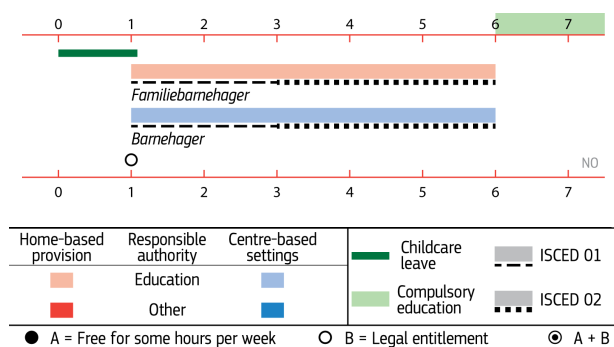 0 1 2 3 4 5 6 7
Familiebarnehager
Barnehager
NO
0 1 2 3 4 5 6 7
Home-based provision
Responsible authority
Centre-based settings
Education
Other
Childcare leave
Compulsory education
ISCED 01
ISCED 02
A = Free for some hours per week
B = Legal entitlement
A + B